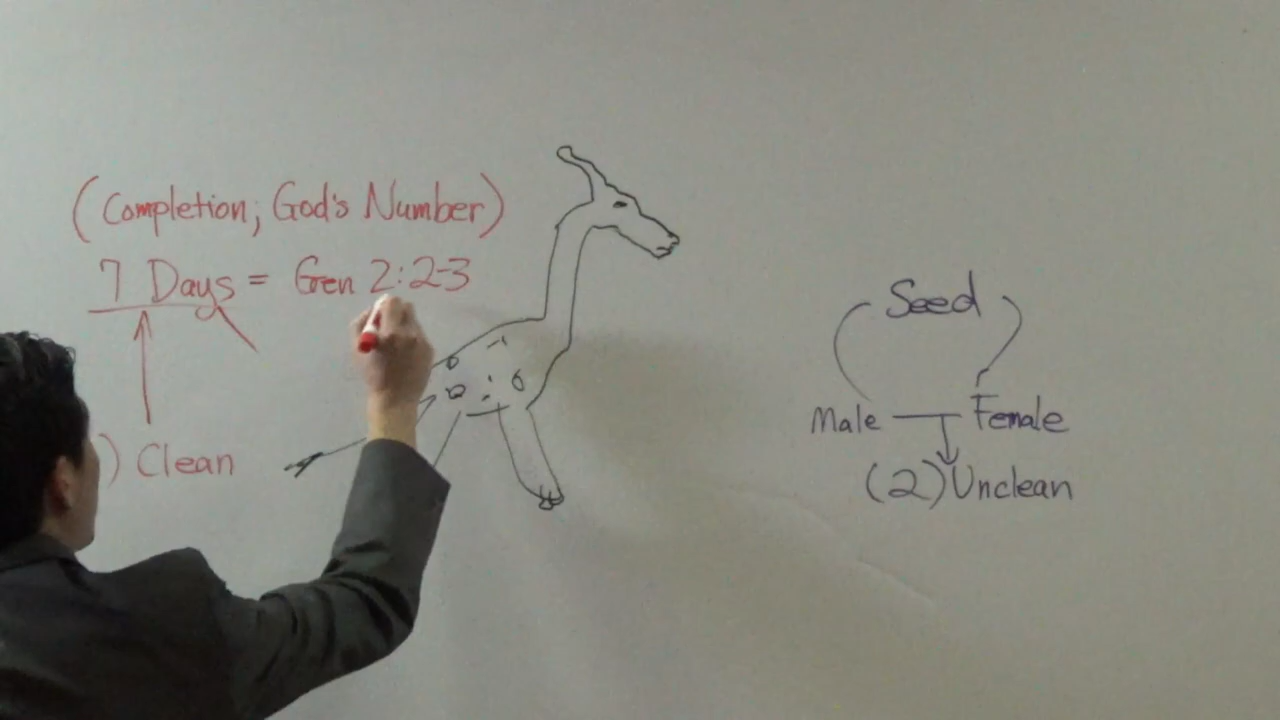 (Completion; God's Number)
7 Days = Gen 2:2-3
) Clean
Seed
Male — Female
(2) Unclean